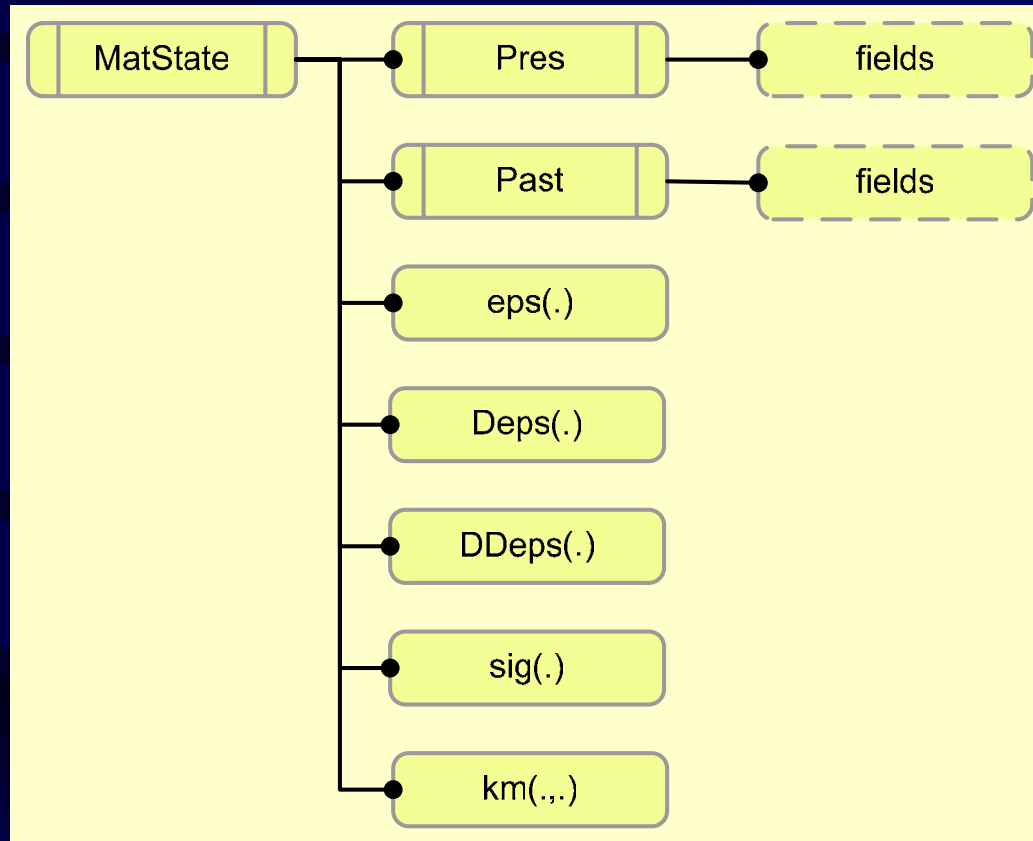 MatState
Pres
fields
Past
fields
eps(.)
Deps(.)
DDeps(.)
sig(.)
km(.,.)